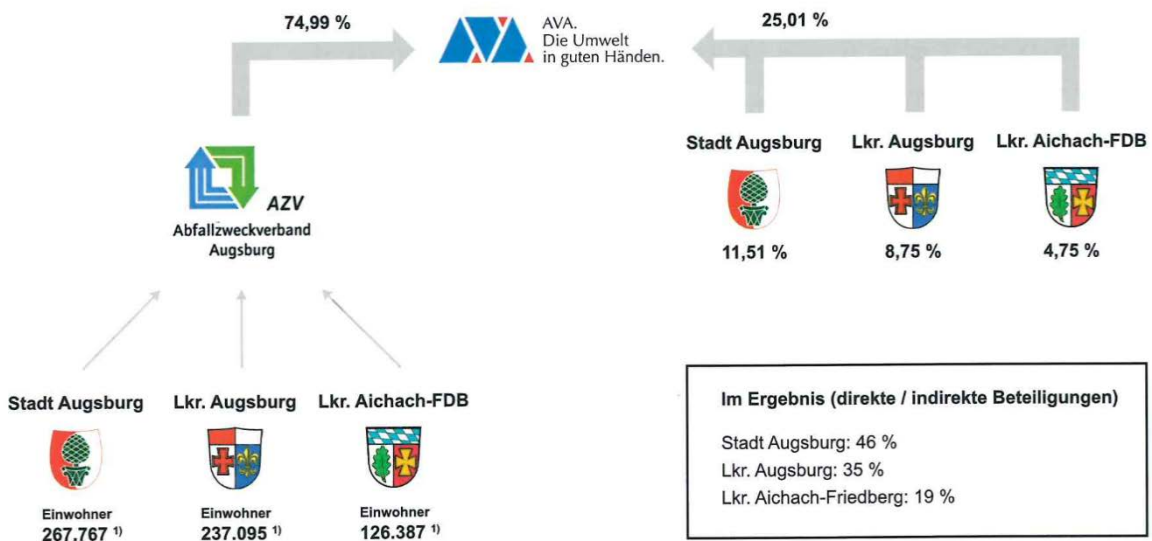 74,99 %
AVA.
Die Umwelt
in guten Händen.
25,01 %
AZV
Abfallzweckverband
Augsburg
Stadt Augsburg
11,51 %
Lkr. Augsburg
8,75 %
Lkr. Aichach-FDB
4,75 %
Stadt Augsburg
Einwohner
267.767 ¹⁾
Lkr. Augsburg
Einwohner
237.095 ¹⁾
Lkr. Aichach-FDB
Einwohner
126.387 ¹⁾
Im Ergebnis (direkte / indirekte Beteiligungen)
Stadt Augsburg: 46 %
Lkr. Augsburg: 35 %
Lkr. Aichach-Friedberg: 19 %